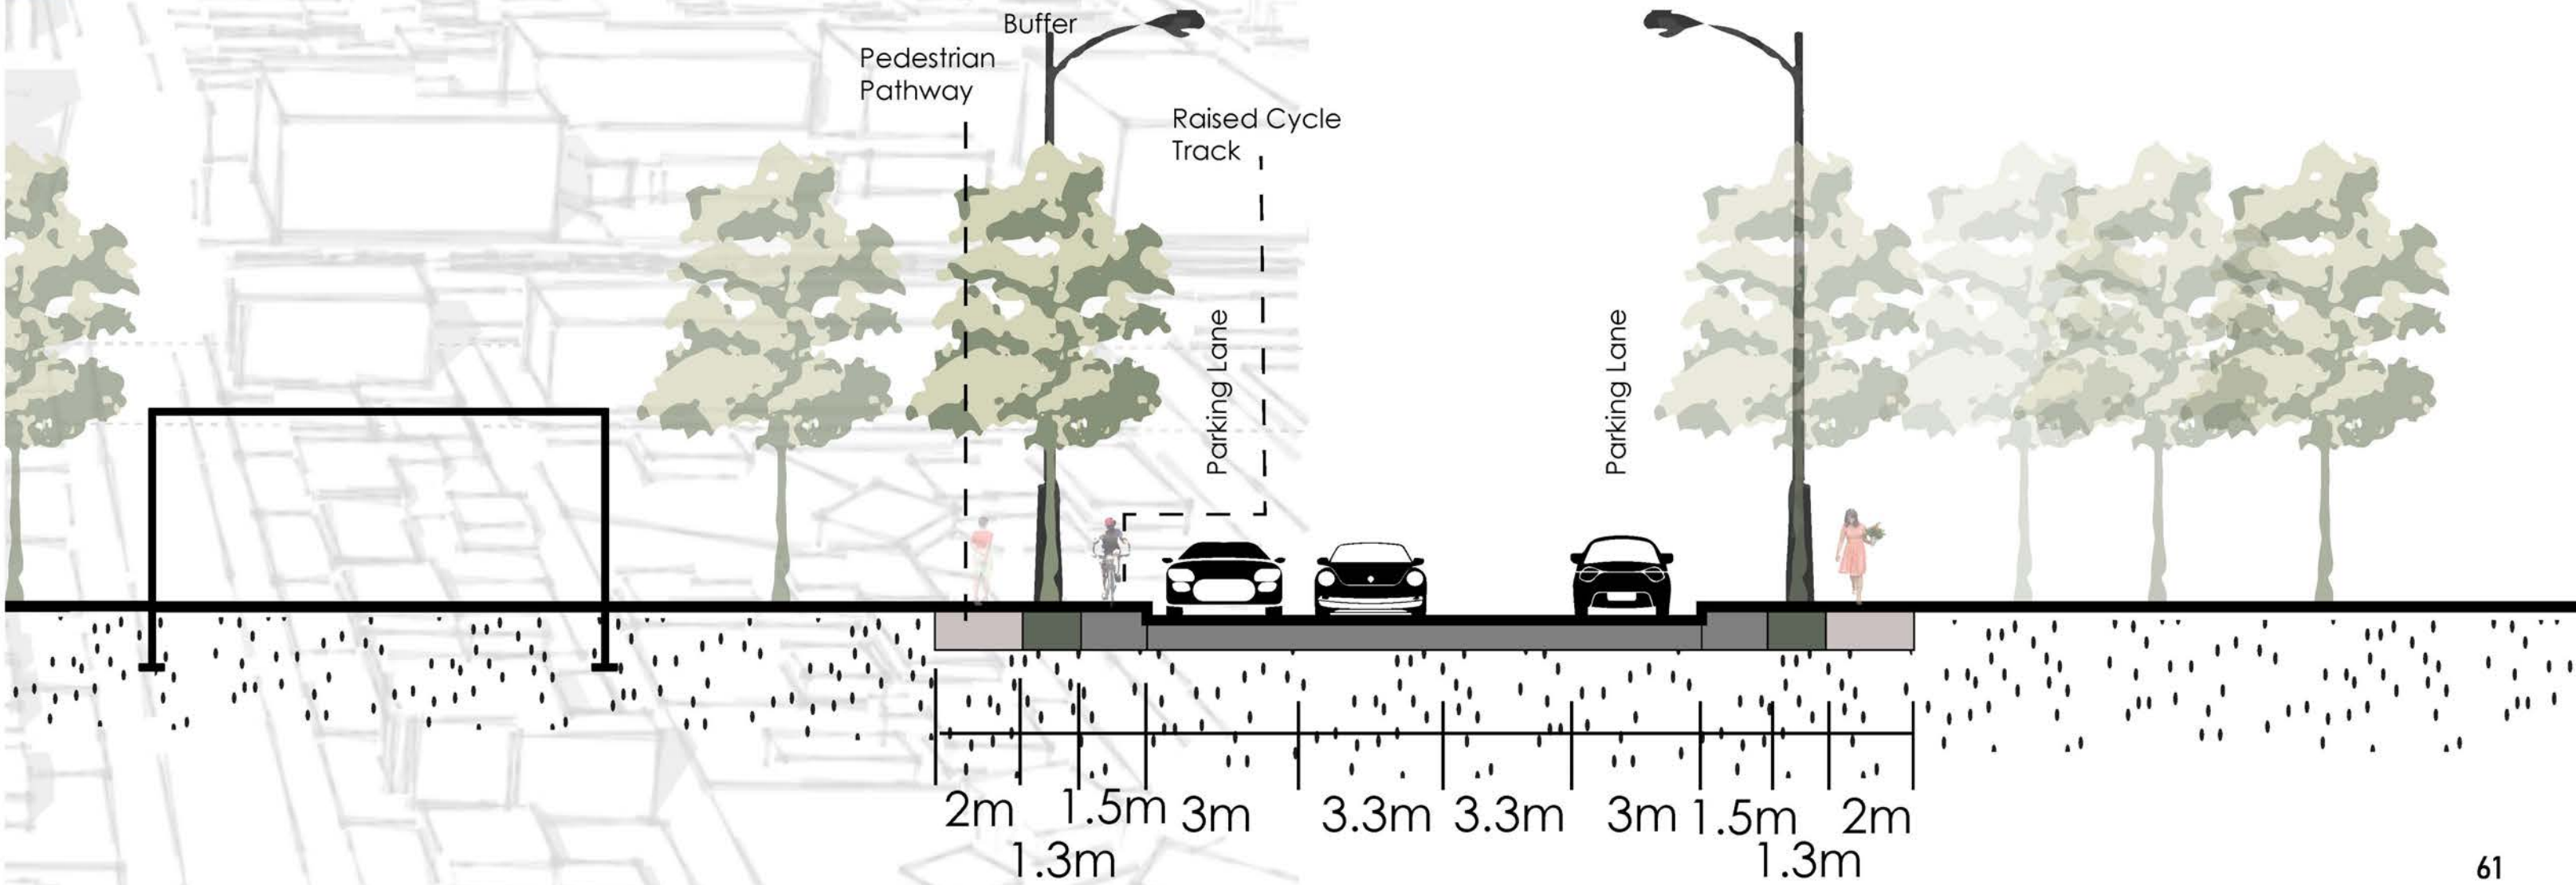 Buffer
Pedestrian
Pathway
Raised Cycle
Track
Parking Lane
Parking Lane
2m
1.3m
1.5m
3m
3.3m
3.3m
3m
1.5m
1.3m
2m
61